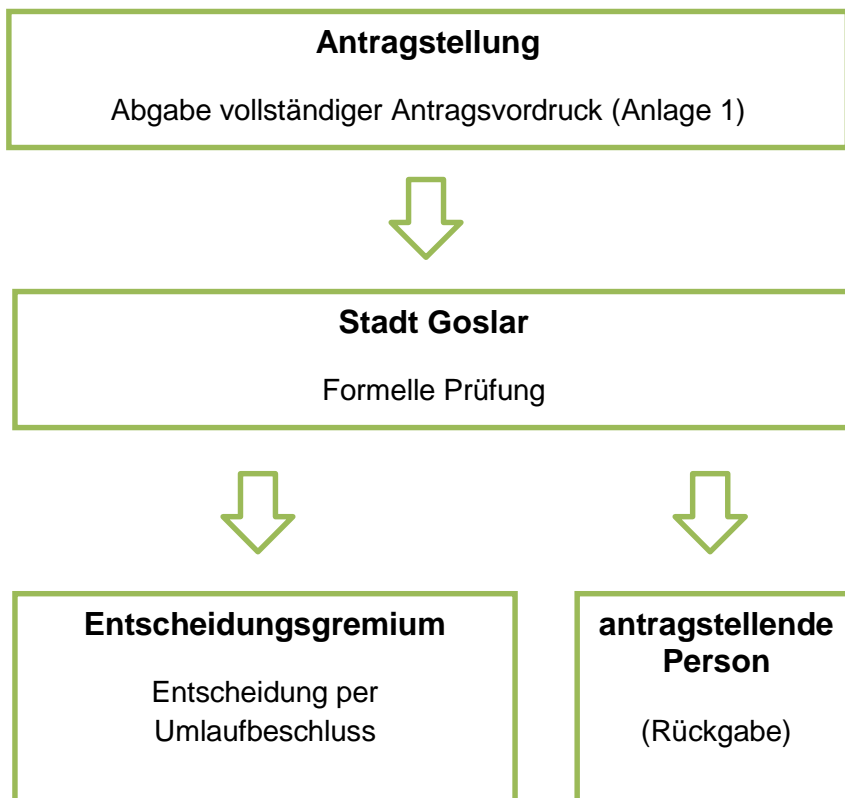 Antragstellung
Abgabe vollständiger Antragsvordruck (Anlage 1)
Stadt Goslar
Formelle Prüfung
Entscheidungsgremium
Entscheidung per
Umlaufbeschluss
antragstellende
Person
(Rückgabe)